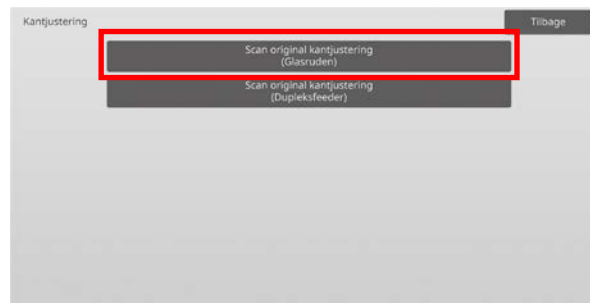 Kantjustering
Tilbage
Scan original kantjustering
(Glasruden)
Scan original kantjustering
(Dupleksfeeder)